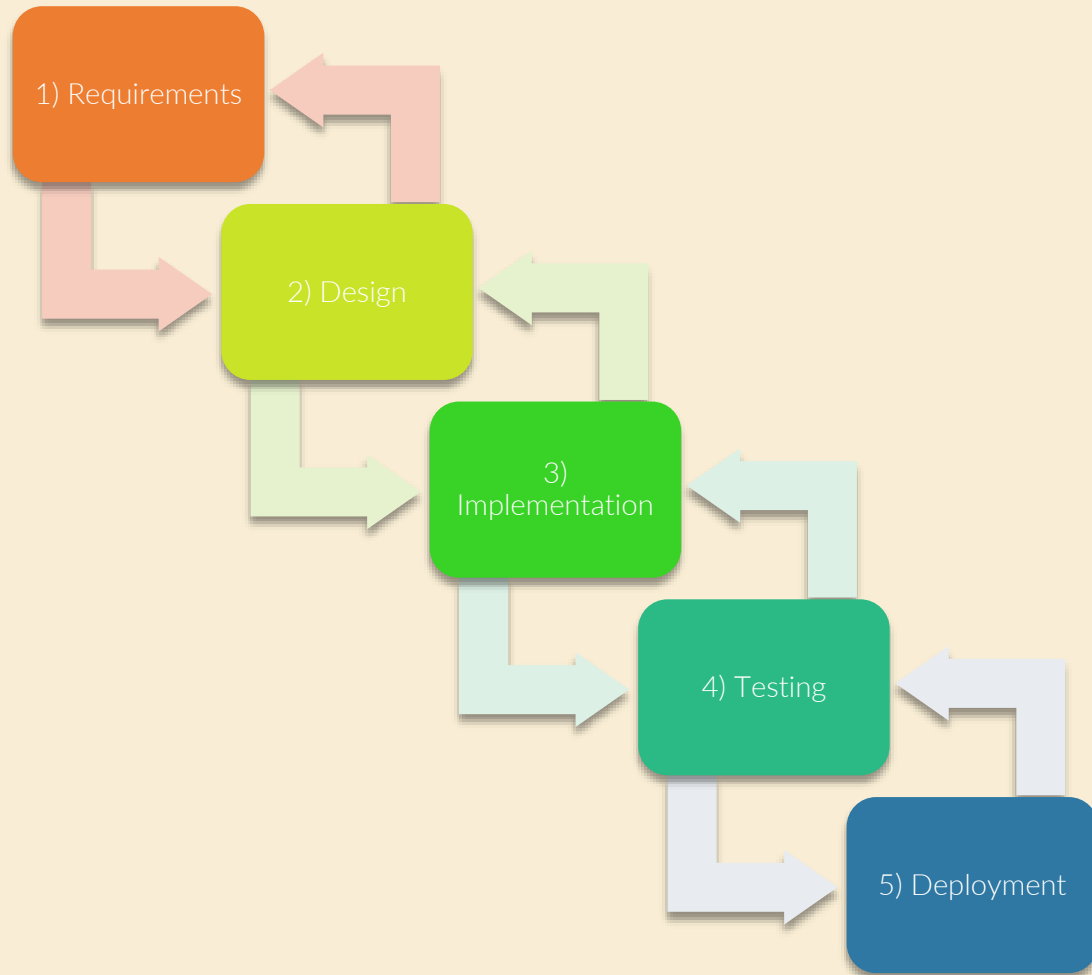 1) Requirements
2) Design
3)
Implementation
4) Testing
5) Deployment